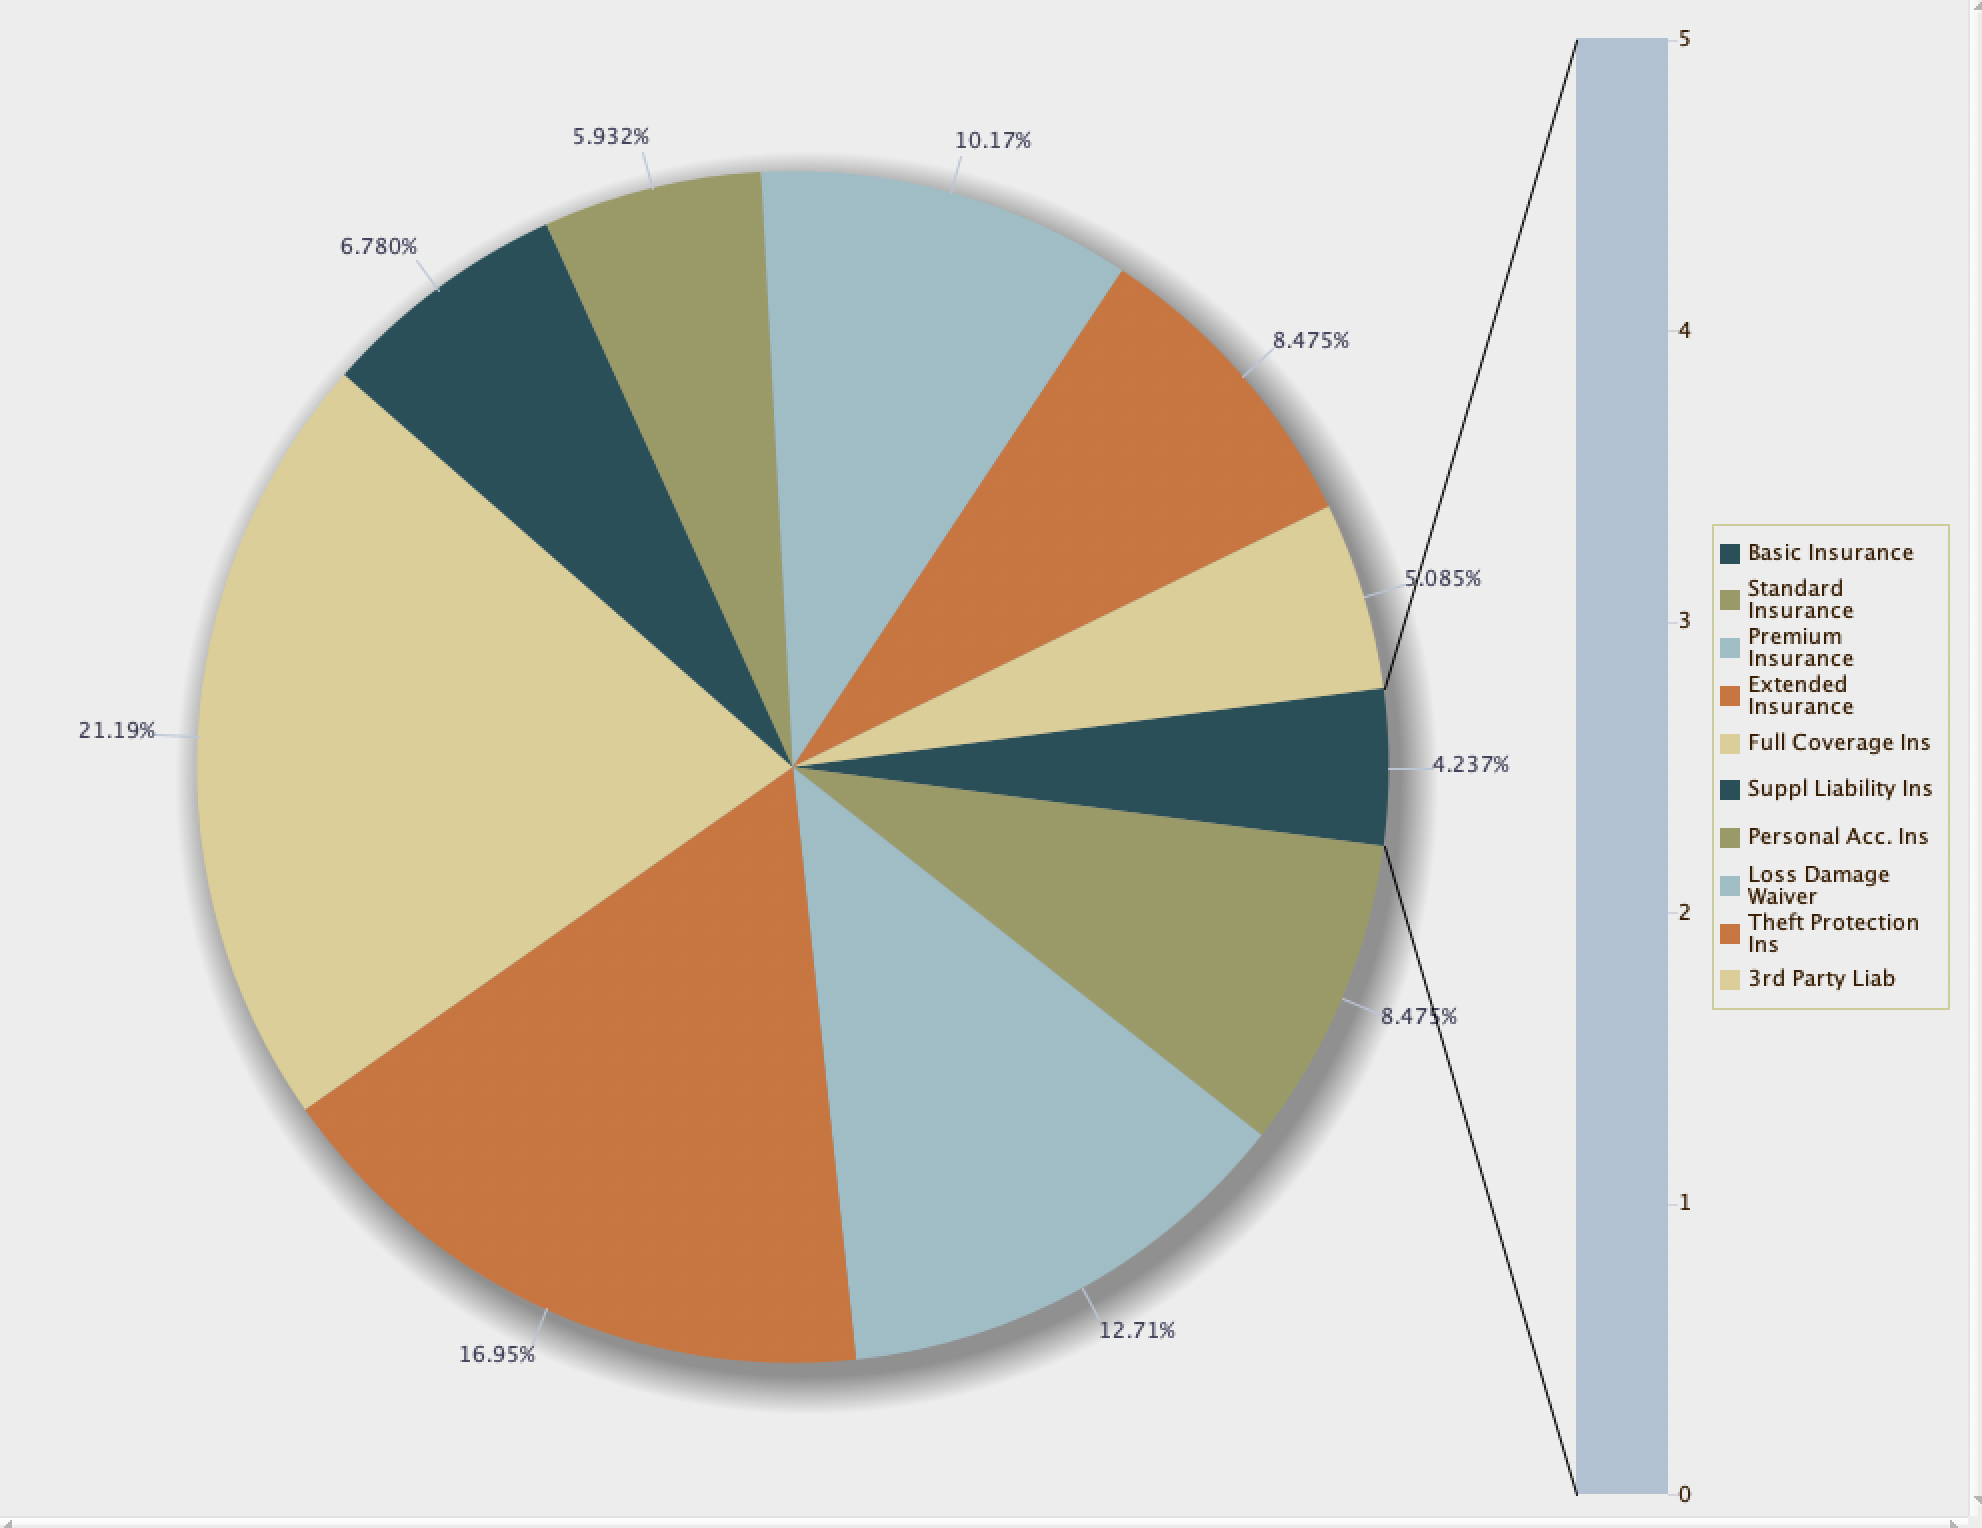 5.932%
10.17%
6.780%
8.475%
5.085%
21.19%
4.237%
8.475%
12.71%
16.95%
5
4
3
2
1
0
Basic Insurance
Standard
Insurance
Premium
Insurance
Extended
Insurance
Full Coverage Ins
Suppl Liability Ins
Personal Acc. Ins
Loss Damage
Waiver
Theft Protection
Ins
3rd Party Liab